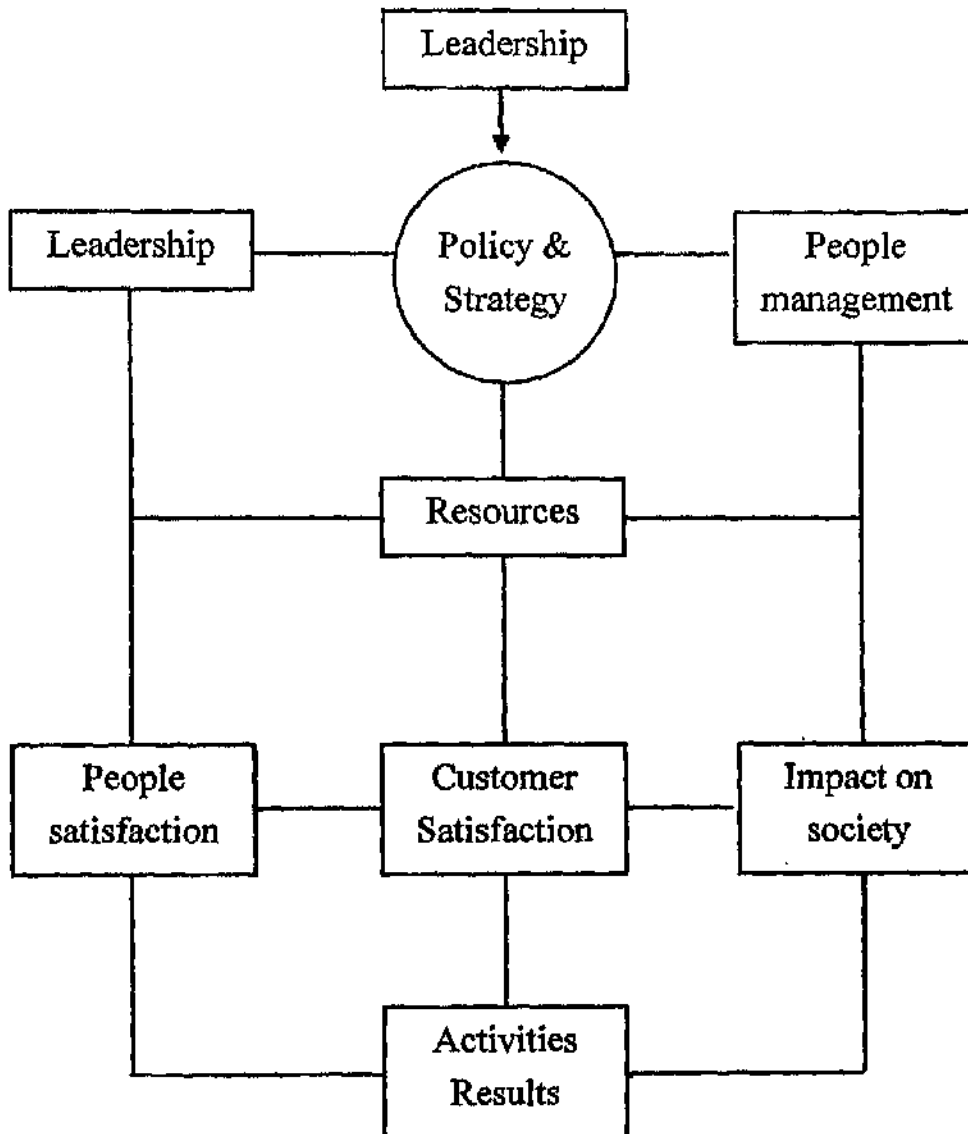 Leadership
Leadership
Policy &
Strategy
People
management
Resources
People
satisfaction
Customer
Satisfaction
Impact on
society
Activities
Results